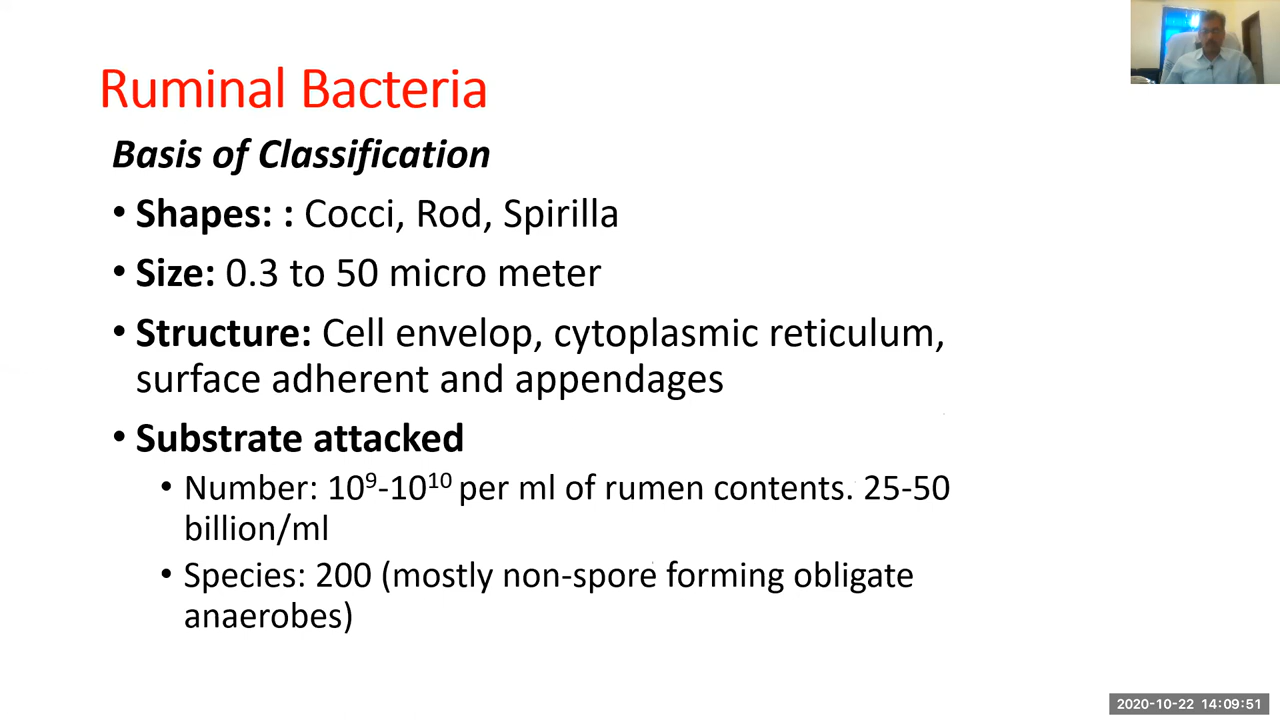 Ruminal Bacteria
Basis of Classification
• Shapes: : Cocci, Rod, Spirilla
• Size: 0.3 to 50 micro meter
• Structure: Cell envelop, cytoplasmic reticulum,
surface adherent and appendages
• Substrate attacked
• Number: 10⁹-10¹⁰ per ml of rumen contents. 25-50
billion/ml
• Species: 200 (mostly non-spore forming obligate
anaerobes)
2020-10-22 14:09:51